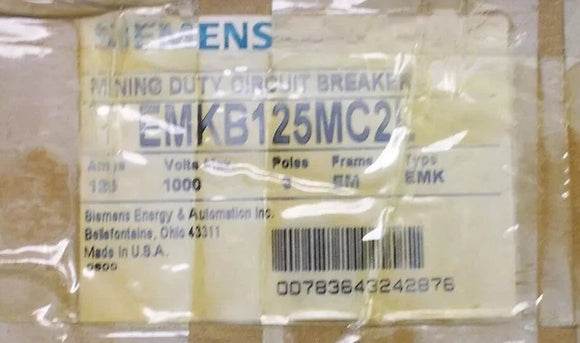 SIEMENS
MINING DUTY CIRCUIT BREAKER
Amps Volts Poles Frame Type
1000 EM EMK
Siemens Energy & Automation Inc.
Bellefontaine, Ohio 43311
Made in U.S.A.
00783643242876